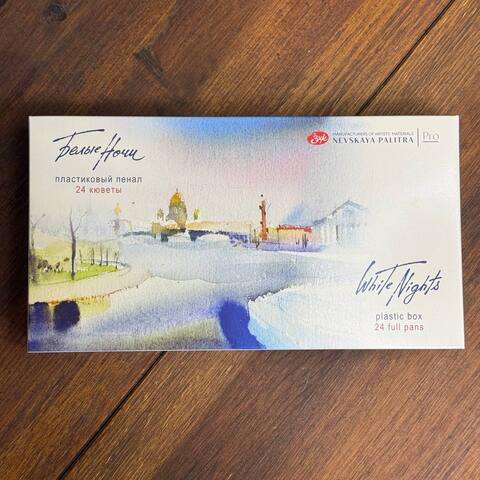 Белые Ночи
пластиковый пенал
24 кюветы
MANUFACTURERS OF ARTISTS' MATERIALS
NEVSKAYA PALITRA
Pro
White Nights
plastic box
24 full pans